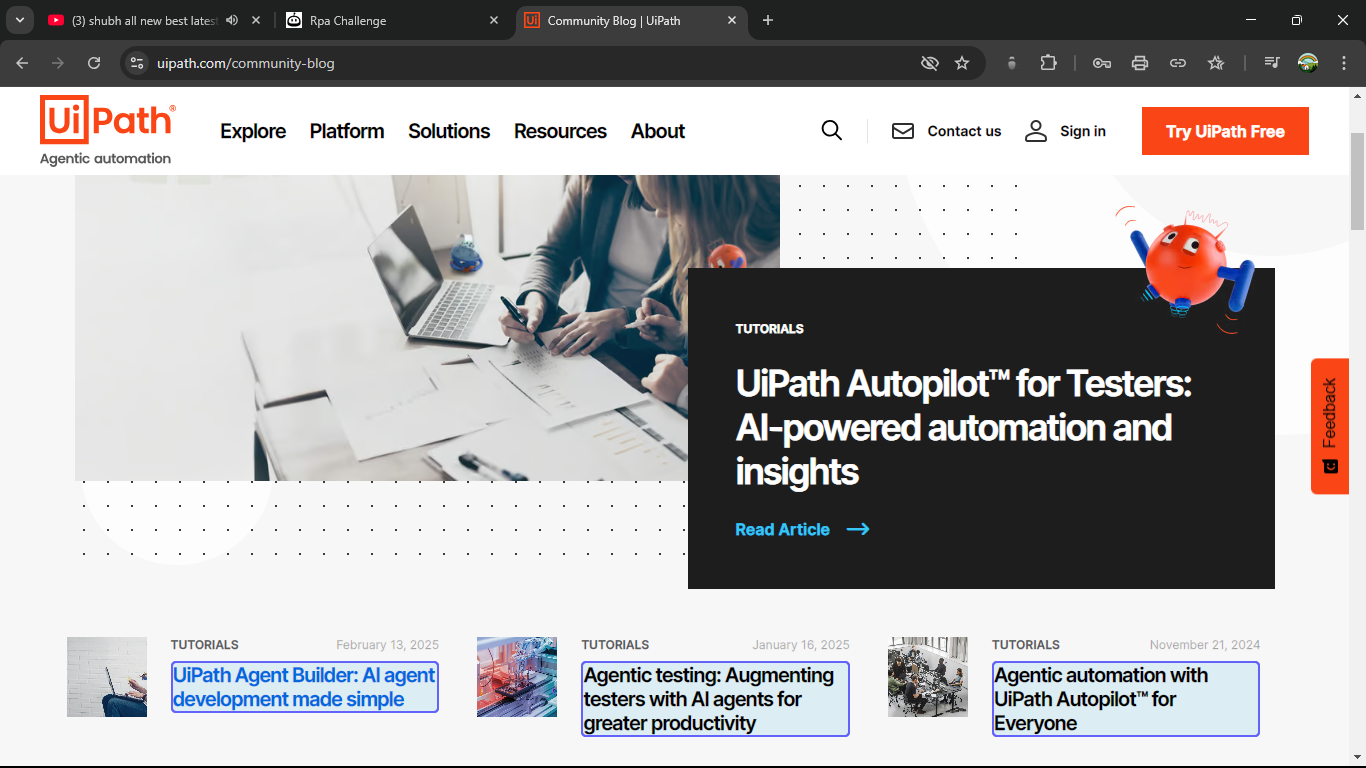 (3) shubh all new best latest
Rpa Challenge
Community Blog | UiPath
uipath.com/community-blog
UiPath®
Agentic automation
Explore
Platform
Solutions
Resources
About
Contact us
Sign in
Try UiPath Free
TUTORIALS
UiPath Autopilot™ for Testers:
AI-powered automation and
insights
Read Article
Feedback
TUTORIALS
February 13, 2025
UiPath Agent Builder: AI agent
development made simple
TUTORIALS
January 16, 2025
Agentic testing: Augmenting
testers with AI agents for
greater productivity
TUTORIALS
November 21, 2024
Agentic automation with
UiPath Autopilot™ for
Everyone